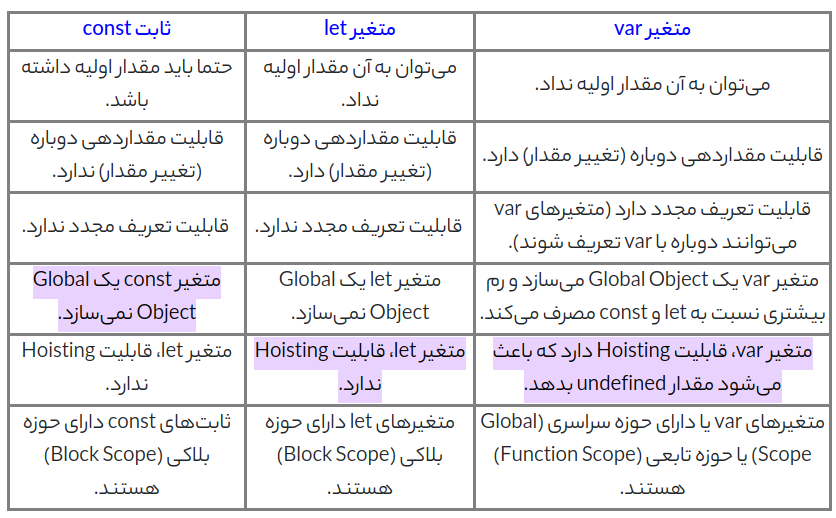 متغیر var
متغیر let
ثابت const
می‌توان به آن مقدار اولیه نداد.
می‌توان به آن مقدار اولیه
نداد.
حتما باید مقدار اولیه داشته
باشد.
قابلیت مقداردهی دوباره (تغییر مقدار) دارد.
قابلیت مقداردهی دوباره
(تغییر مقدار) دارد.
قابلیت مقداردهی دوباره
(تغییر مقدار) ندارد.
قابلیت تعریف مجدد دارد (متغیرهای var
می‌توانند دوباره با var تعریف شوند).
قابلیت تعریف مجدد ندارد.
قابلیت تعریف مجدد ندارد.
متغیر var یک Global Object می‌سازد و رم
بیشتری نسبت به let و const مصرف می‌کند.
متغیر let یک Global
Object نمی‌سازد.
متغیر const یک Global
Object نمی‌سازد.
متغیر var، قابلیت Hoisting دارد که باعث
می‌شود مقدار undefined بدهد.
متغیر let، قابلیت Hoisting
ندارد.
متغیر let، قابلیت Hoisting
ندارد.
متغیرهای var یا دارای حوزه سراسری (Global
Scope) یا حوزه تابعی (Function Scope)
هستند.
متغیرهای let دارای حوزه
بلاکی (Block Scope)
هستند.
ثابت‌های const دارای حوزه
بلاکی (Block Scope)
هستند.